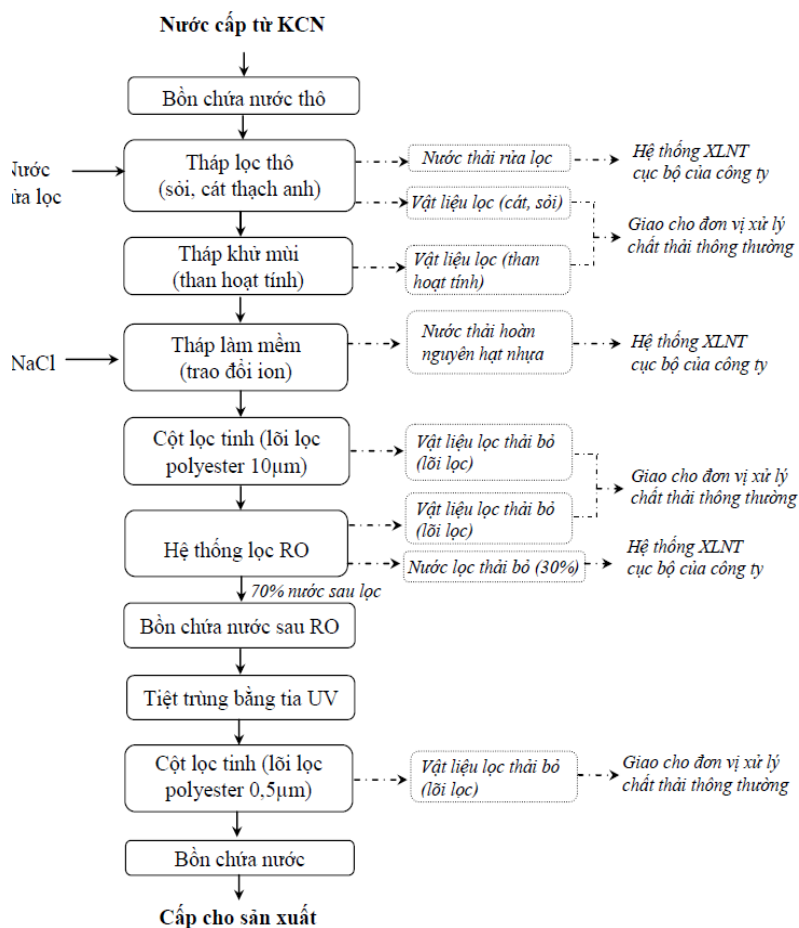 Nước cấp từ KCN
Bồn chứa nước thô
Nước
rửa lọc
Tháp lọc thô
(sỏi, cát thạch anh)
Nước thải rửa lọc
Hệ thống XLNT
cục bộ của công ty
Vật liệu lọc (cát, sỏi)
Giao cho đơn vị xử lý
chất thải thông thường
Tháp khử mùi
(than hoạt tính)
Vật liệu lọc (than
hoạt tính)
NaCl
Tháp làm mềm
(trao đổi ion)
Nước thải hoàn
nguyên hạt nhựa
Hệ thống XLNT
cục bộ của công ty
Cột lọc tinh (lõi lọc
polyester 10µm)
Vật liệu lọc thải bỏ
(lõi lọc)
Giao cho đơn vị xử lý
chất thải thông thường
Hệ thống lọc RO
Vật liệu lọc thải bỏ
(lõi lọc)
Nước lọc thải bỏ (30%)
Hệ thống XLNT
cục bộ của công ty
70% nước sau lọc
Bồn chứa nước sau RO
Tiệt trùng bằng tia UV
Cột lọc tinh (lõi lọc
polyester 0,5µm)
Vật liệu lọc thải bỏ
(lõi lọc)
Giao cho đơn vị xử lý
chất thải thông thường
Bồn chứa nước
Cấp cho sản xuất